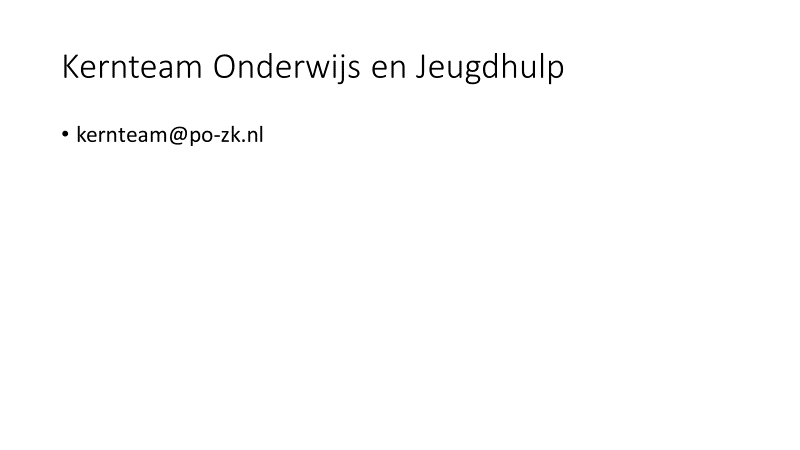 Kernteam Onderwijs en Jeugdhulp
• kernteam@po-zk.nl